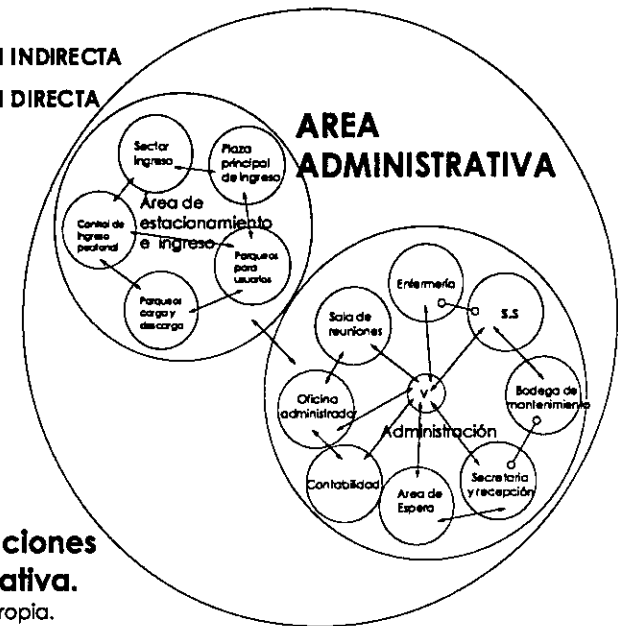 N INDIRECTA
N DIRECTA
AREA
ADMINISTRATIVA
Sector
Ingreso
Plaza
principal
de ingreso
Área de
estacionamiento
e ingreso
Control de
ingreso
peatonal
Parqueos
para
usuarios
Parqueos
carga y
descarga
Enfermería
S.S
Sala de
reuniones
V
Bodega de
mantenimiento
Oficina
administrador
Administración
Contabilidad
Area de
Espera
Secretaria
y recepción
ciones
ativa.
ropia.